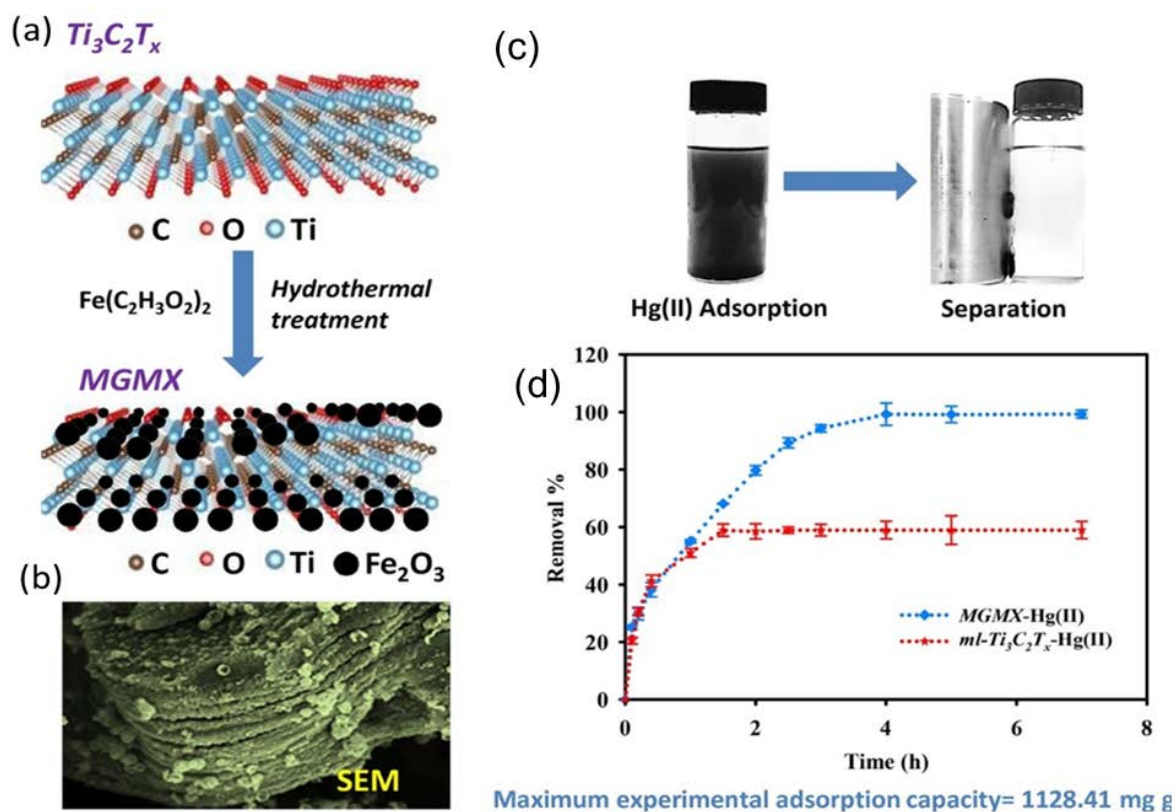 (a)
Ti₃C₂Tₓ
C O Ti
Fe(C₂H₃O₂)₂
Hydrothermal
treatment
MGMX
C O Ti Fe₂O₃
(b)
SEM
(c)
Hg(II) Adsorption
Separation
(d)
120
100
80
60
40
20
0
Removal %
MGMX-Hg(II)
ml-Ti₃C₂Tₓ-Hg(II)
0 2 4 6 8
Time (h)
Maximum experimental adsorption capacity= 1128.41 mg g